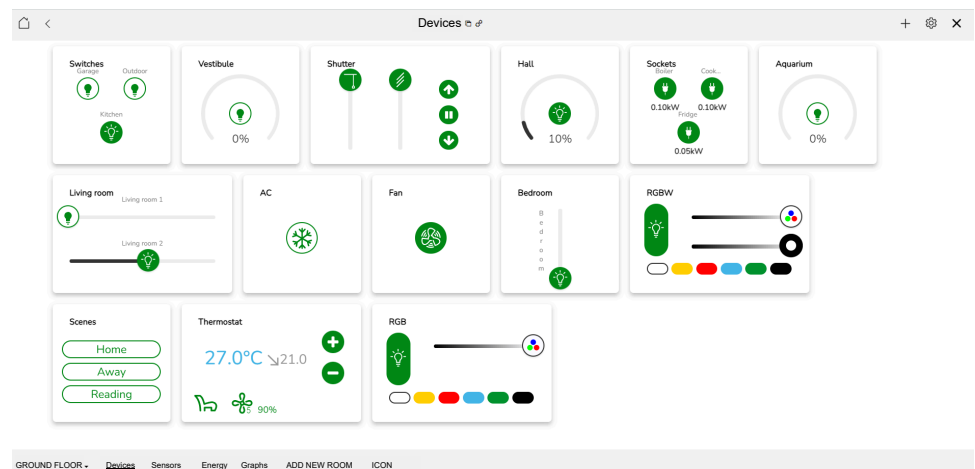 Devices
Switches
Garage
Outdoor
Kitchen
Vestibule
0%
Shutter
Hall
10%
Sockets
Boiler
Cook...
0.10kW
0.10kW
Fridge
0.05kW
Aquarium
0%
Living room
Living room 1
Living room 2
AC
Fan
Bedroom
Bedroom
RGBW
Scenes
Home
Away
Reading
Thermostat
27.0°C
21.0
5
90%
RGB
GROUND FLOOR
Devices
Sensors
Energy
Graphs
ADD NEW ROOM
ICON